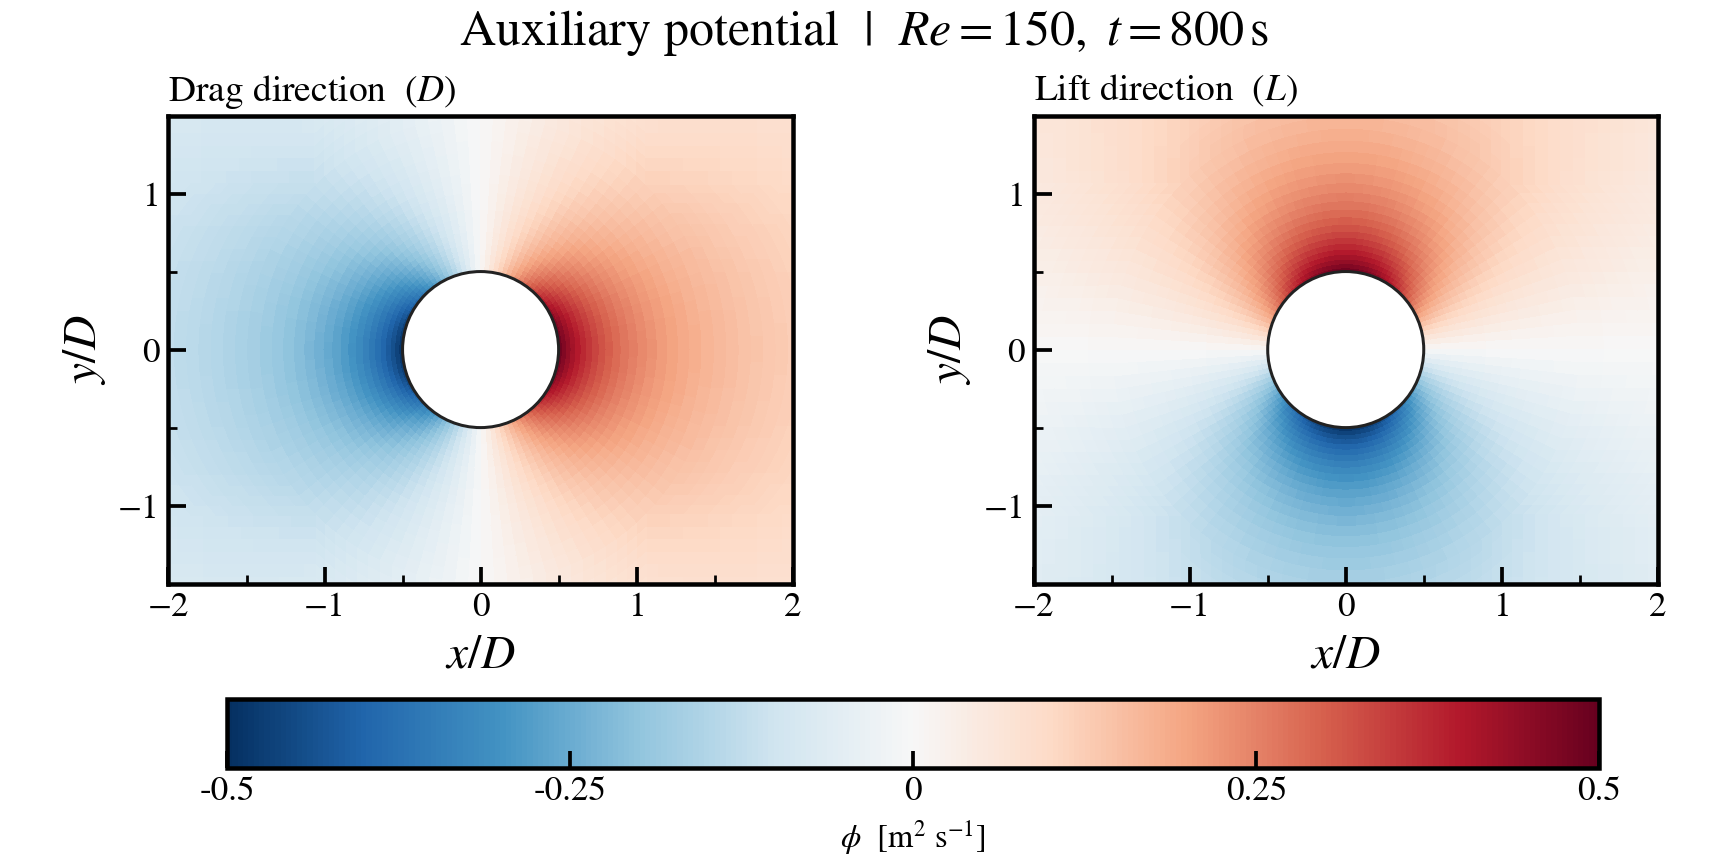 Auxiliary potential | Re = 150, t = 800 s
Drag direction (D)
1
0
−1
y/D
−2 −1 0 1 2
x/D
Lift direction (L)
1
0
−1
y/D
−2 −1 0 1 2
x/D
-0.5 -0.25 0 0.25 0.5
ϕ [m² s⁻¹]